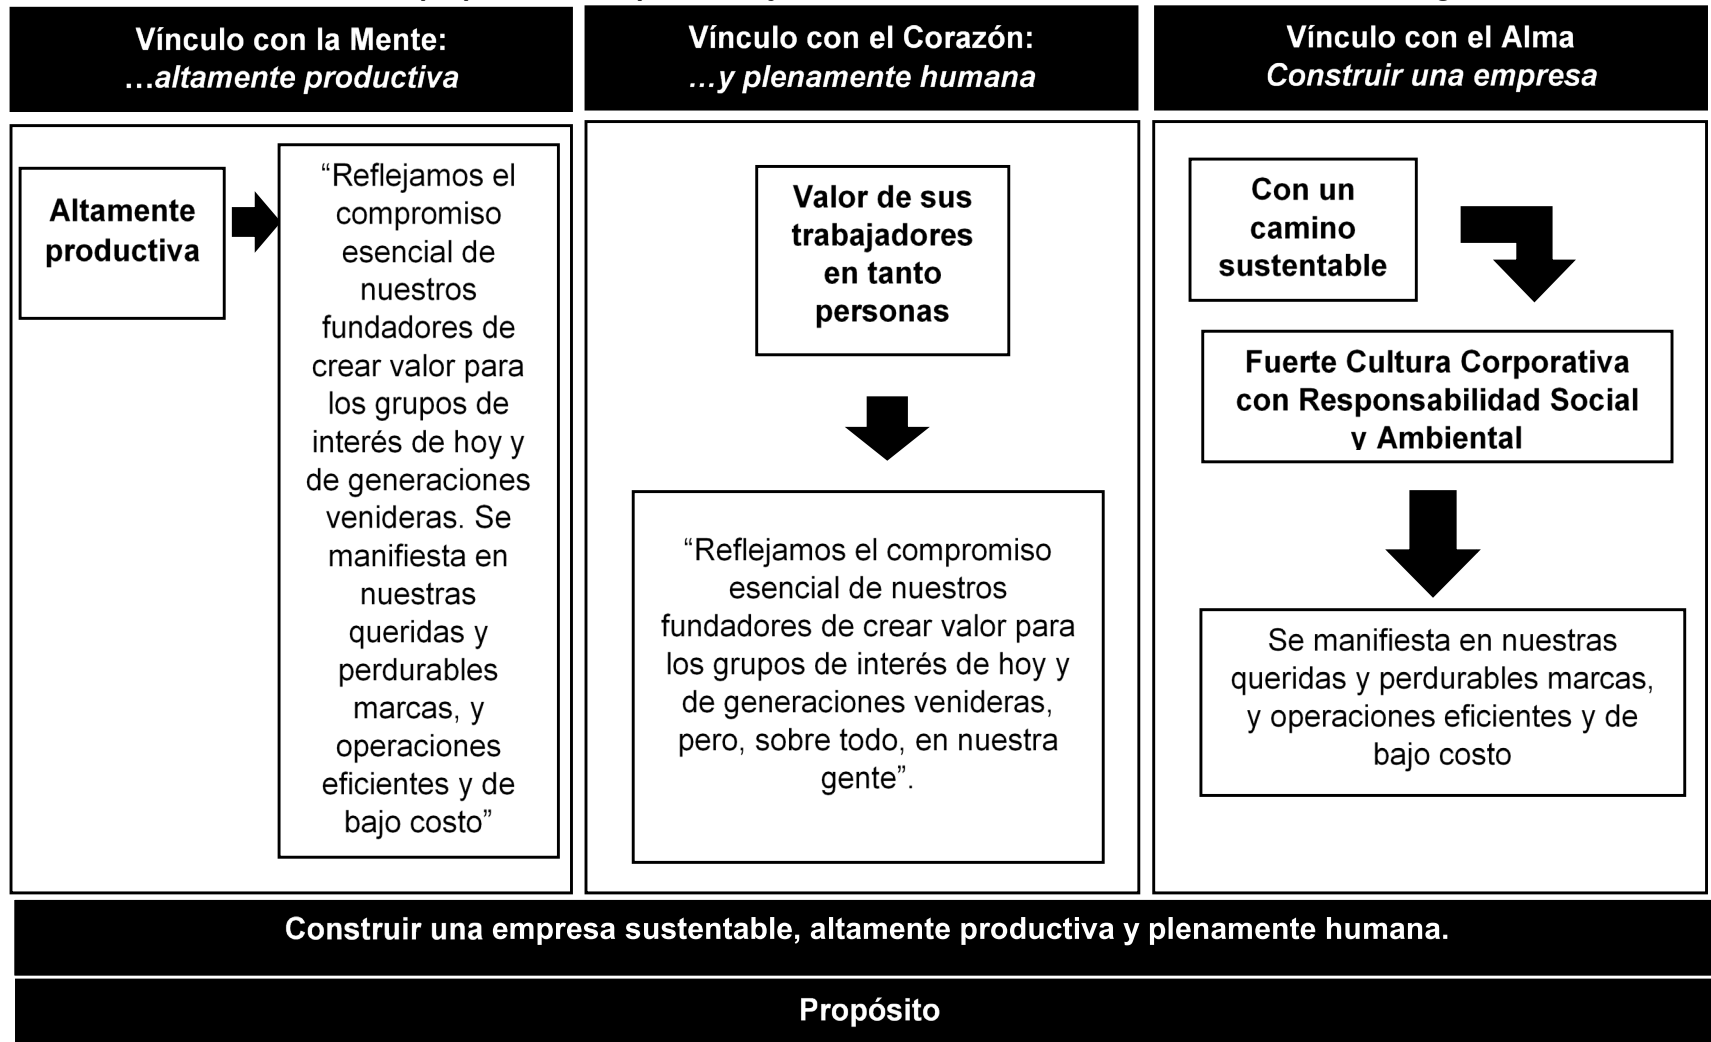 Vínculo con la Mente:
…altamente productiva
Altamente
productiva
“Reflejamos el
compromiso
esencial de
nuestros
fundadores de
crear valor para
los grupos de
interés de hoy y
de generaciones
venideras. Se
manifiesta en
nuestras
queridas y
perdurables
marcas, y
operaciones
eficientes y de
bajo costo”
Vínculo con el Corazón:
…y plenamente humana
Valor de sus
trabajadores
en tanto
personas
“Reflejamos el compromiso
esencial de nuestros
fundadores de crear valor para
los grupos de interés de hoy y
de generaciones venideras,
pero, sobre todo, en nuestra
gente”.
Vínculo con el Alma
Construir una empresa
Con un
camino
sustentable
Fuerte Cultura Corporativa
con Responsabilidad Social
y Ambiental
Se manifiesta en nuestras
queridas y perdurables marcas,
y operaciones eficientes y de
bajo costo
Construir una empresa sustentable, altamente productiva y plenamente humana.
Propósito